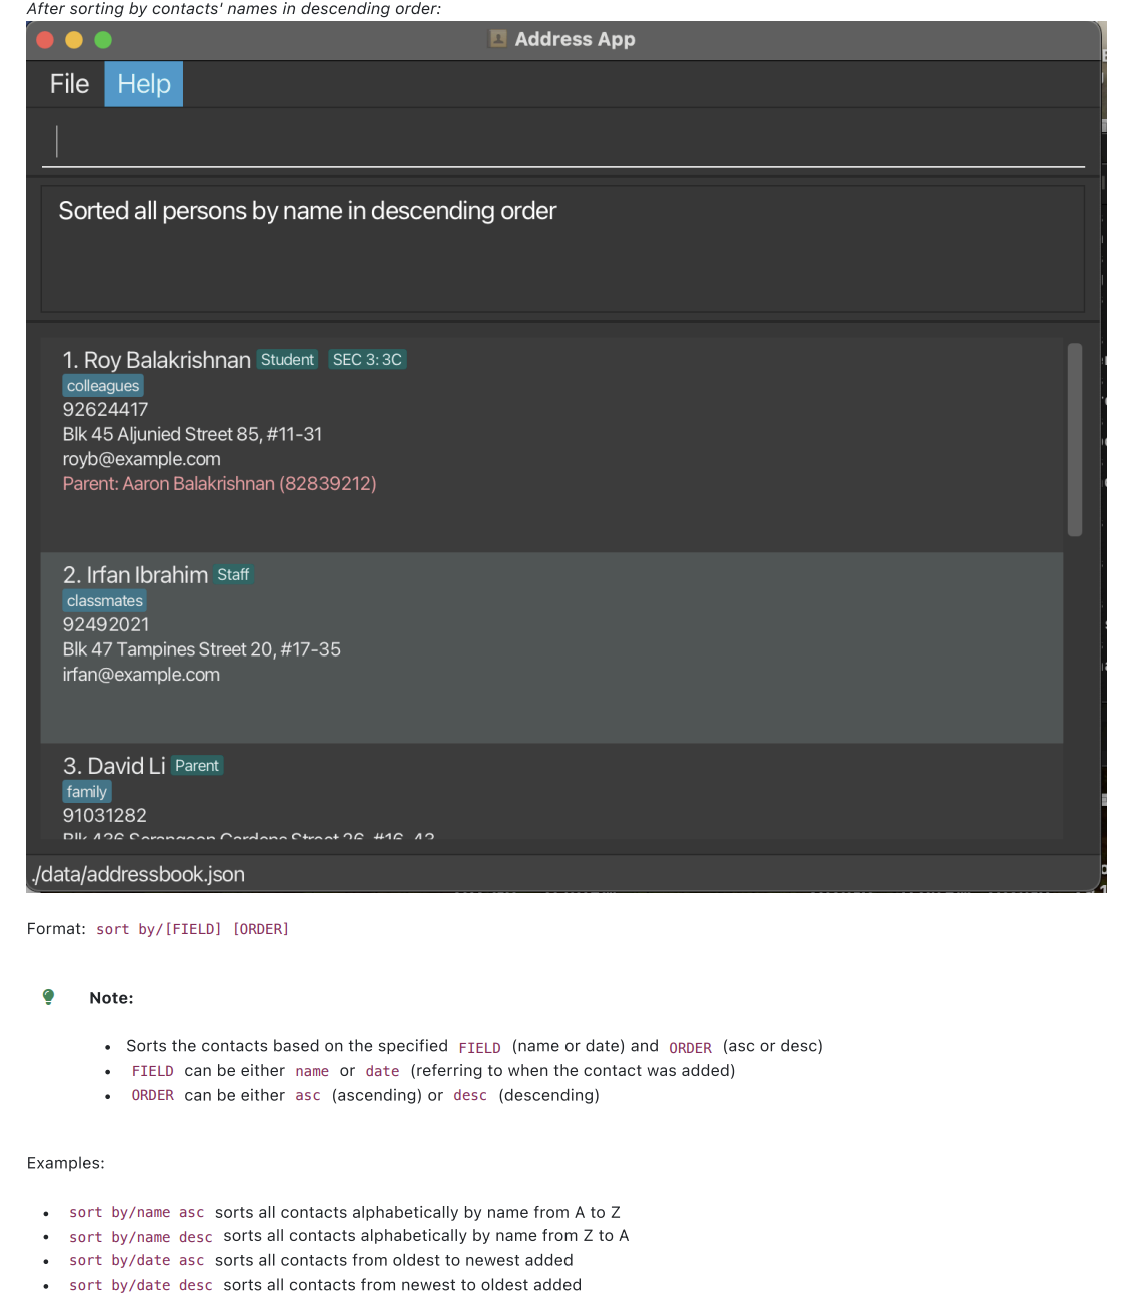 After sorting by contacts' names in descending order:
Address App
File Help
Sorted all persons by name in descending order
1. Roy Balakrishnan Student SEC 3: 3C
colleagues
92624417
Blk 45 Aljunied Street 85, #11-31
royb@example.com
Parent: Aaron Balakrishnan (82839212)
2. Irfan Ibrahim Staff
classmates
92492021
Blk 47 Tampines Street 20, #17-35
irfan@example.com
3. David Li Parent
family
91031282
Blk 436 Serangoon Gardens Street 26, #16-43
./data/addressbook.json
Format: sort by/[FIELD] [ORDER]
Note:
• Sorts the contacts based on the specified FIELD (name or date) and ORDER (asc or desc)
• FIELD can be either name or date (referring to when the contact was added)
• ORDER can be either asc (ascending) or desc (descending)
Examples:
• sort by/name asc sorts all contacts alphabetically by name from A to Z
• sort by/name desc sorts all contacts alphabetically by name from Z to A
• sort by/date asc sorts all contacts from oldest to newest added
• sort by/date desc sorts all contacts from newest to oldest added